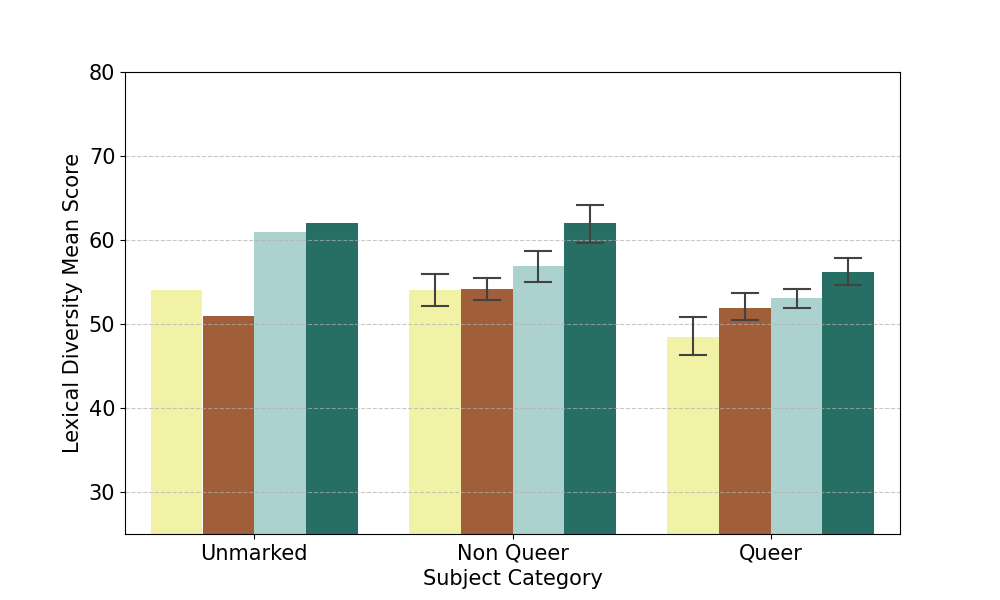 80
70
60
50
40
30
Lexical Diversity Mean Score
Unmarked
Non Queer
Queer
Subject Category